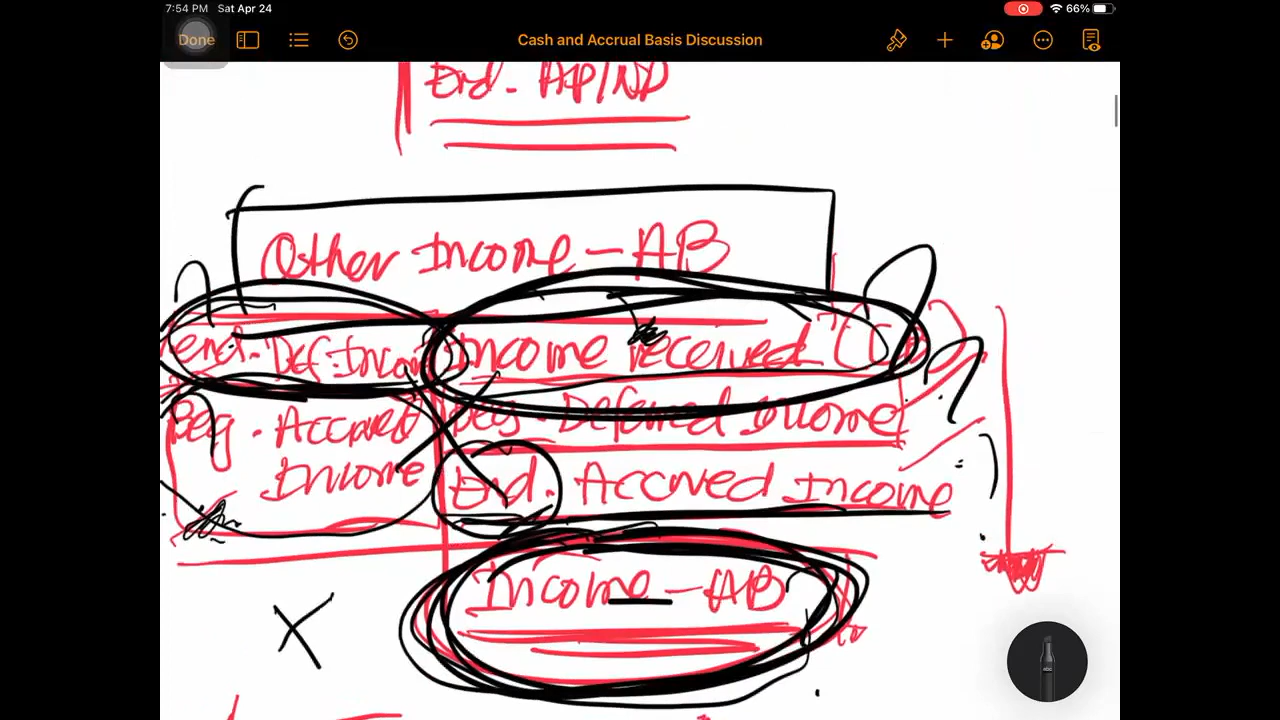 7:54 PM Sat Apr 24
66%
Done
Cash and Accrual Basis Discussion
End. AP/NP
Other Income - AB
end. Def. Income
Income received
Beg. Accrued Income
Beg. Deferred Income
End. Accrued Income
Income - AB
X